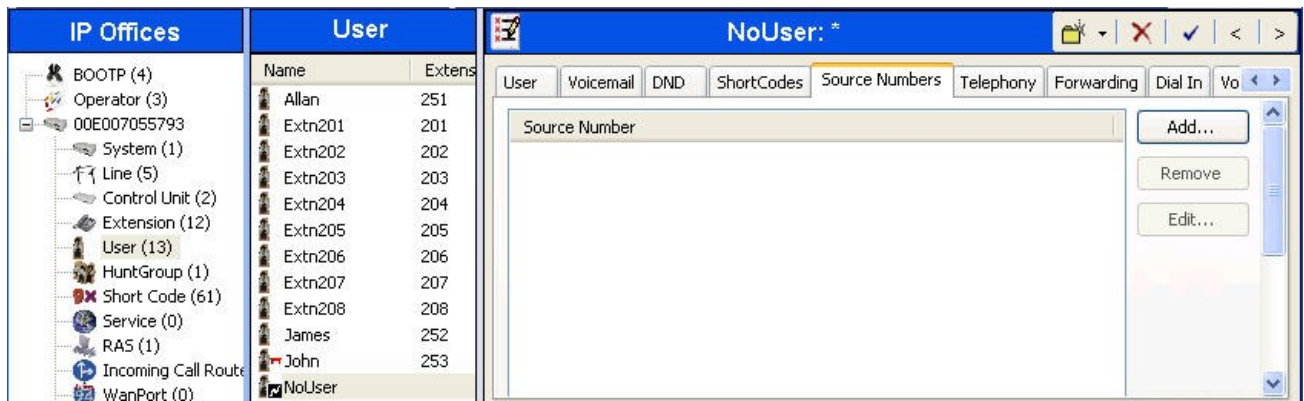 IP Offices
BOOTP (4)
Operator (3)
00E007055793
System (1)
Line (5)
Control Unit (2)
Extension (12)
User (13)
HuntGroup (1)
Short Code (61)
Service (0)
RAS (1)
Incoming Call Route
WanPort (0)
User
Name Extens
Allan 251
Extn201 201
Extn202 202
Extn203 203
Extn204 204
Extn205 205
Extn206 206
Extn207 207
Extn208 208
James 252
John 253
NoUser
NoUser: *
User Voicemail DND ShortCodes Source Numbers Telephony Forwarding Dial In Vo
Source Number
Add...
Remove
Edit...